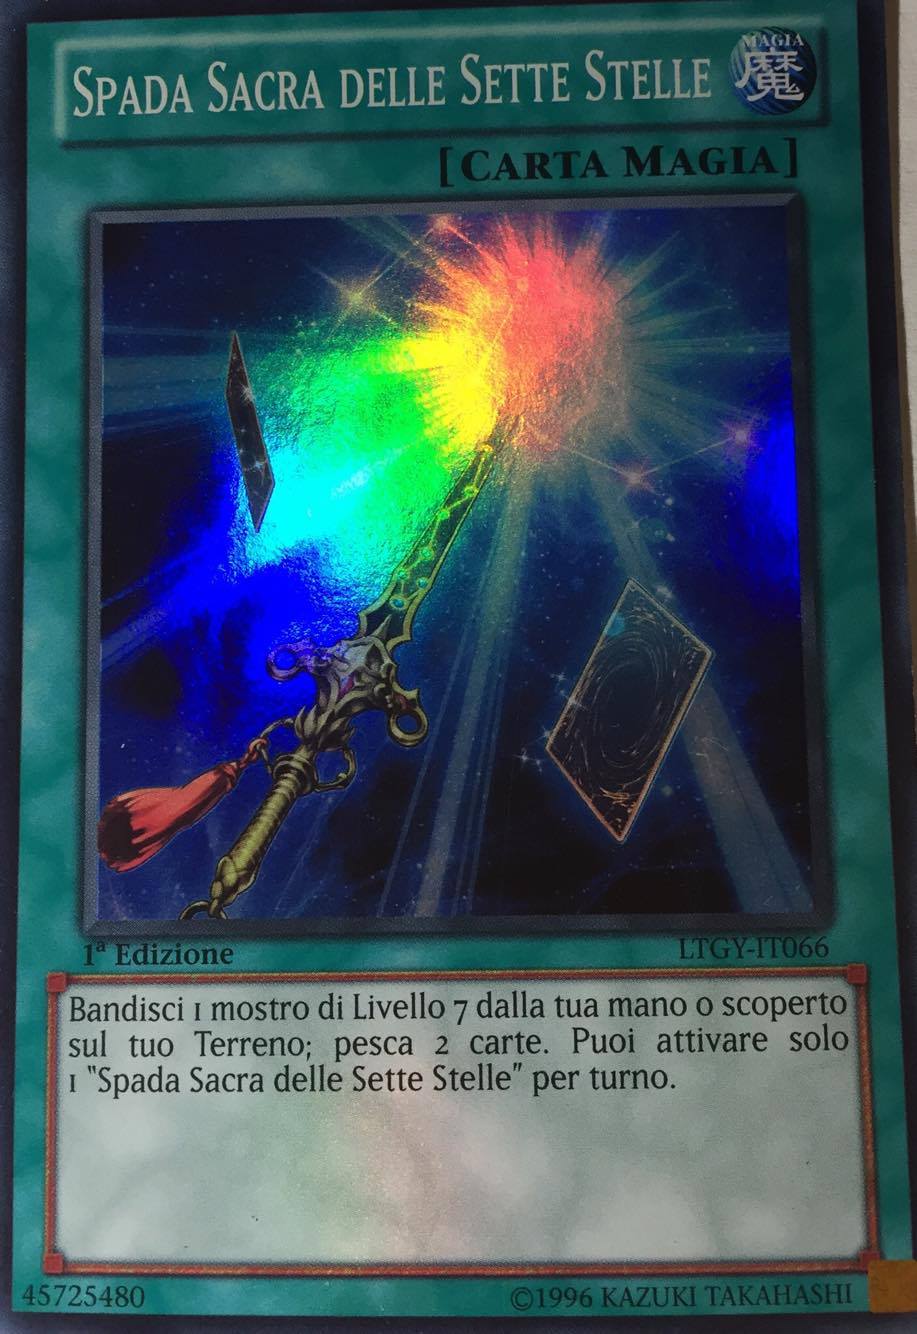 SPADA SACRA DELLE SETTE STELLE
MAGIA
魔
[CARTA MAGIA]
1ª Edizione
LTGY-IT066
Bandisci 1 mostro di Livello 7 dalla tua mano o scoperto
sul tuo Terreno; pesca 2 carte. Puoi attivare solo
1 "Spada Sacra delle Sette Stelle" per turno.
45725480
©1996 KAZUKI TAKAHASHI